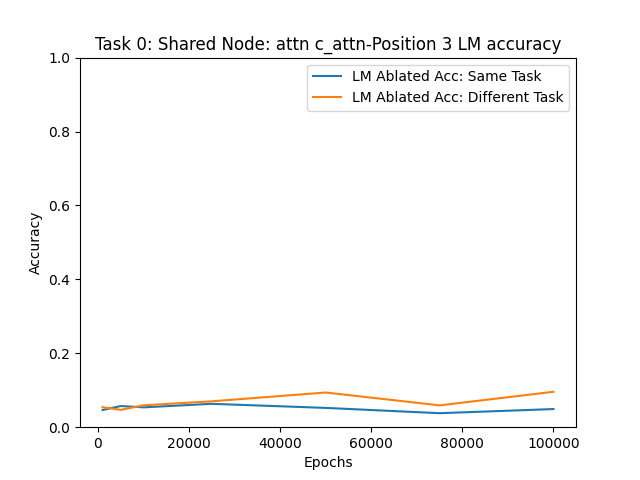 Task 0: Shared Node: attn c_attn-Position 3 LM accuracy
LM Ablated Acc: Same Task
LM Ablated Acc: Different Task
Accuracy
1.0
0.8
0.6
0.4
0.2
0.0
0 20000 40000 60000 80000 100000
Epochs